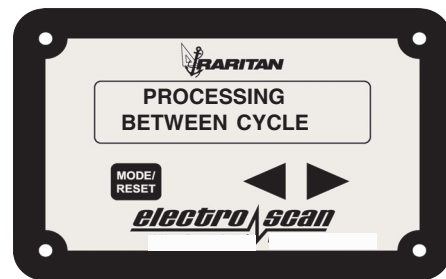 RARITAN
PROCESSING
BETWEEN CYCLE
MODE/
RESET
electro scan